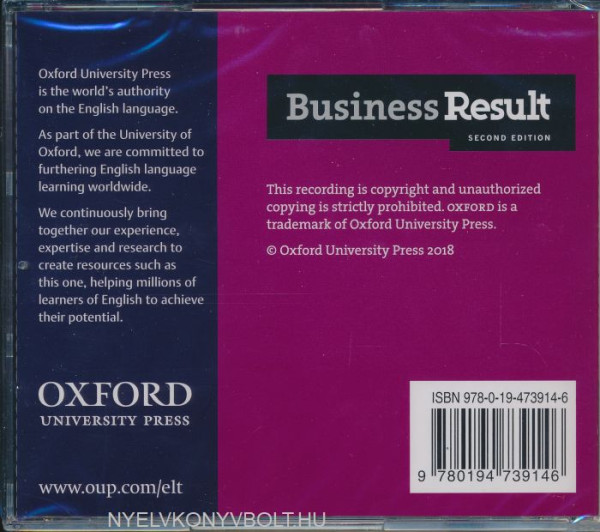 Oxford University Press
is the world's authority
on the English language.
As part of the University of
Oxford, we are committed to
furthering English language
learning worldwide.
We continuously bring
together our experience,
expertise and research to
create resources such as
this one, helping millions of
learners of English to achieve
their potential.
OXFORD
UNIVERSITY PRESS
www.oup.com/elt
Business Result
SECOND EDITION
This recording is copyright and unauthorized
copying is strictly prohibited. OXFORD is a
trademark of Oxford University Press.
© Oxford University Press 2018
ISBN 978-0-19-473914-6
9 780194 739146
NYELVKONYVBOLT.HU